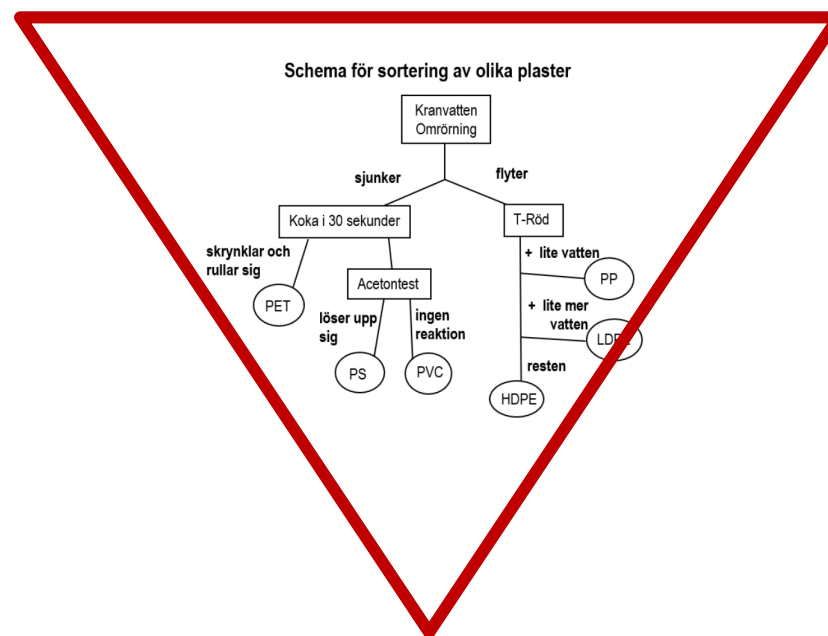 Schema för sortering av olika plaster
Kranvatten
Omrörning
sjunker
flyter
Koka i 30 sekunder
T-Röd
skrynklar och
rullar sig
+ lite vatten
PP
PET
Acetontest
+ lite mer
vatten
löser upp
sig
ingen
reaktion
LDPE
resten
PS
PVC
HDPE